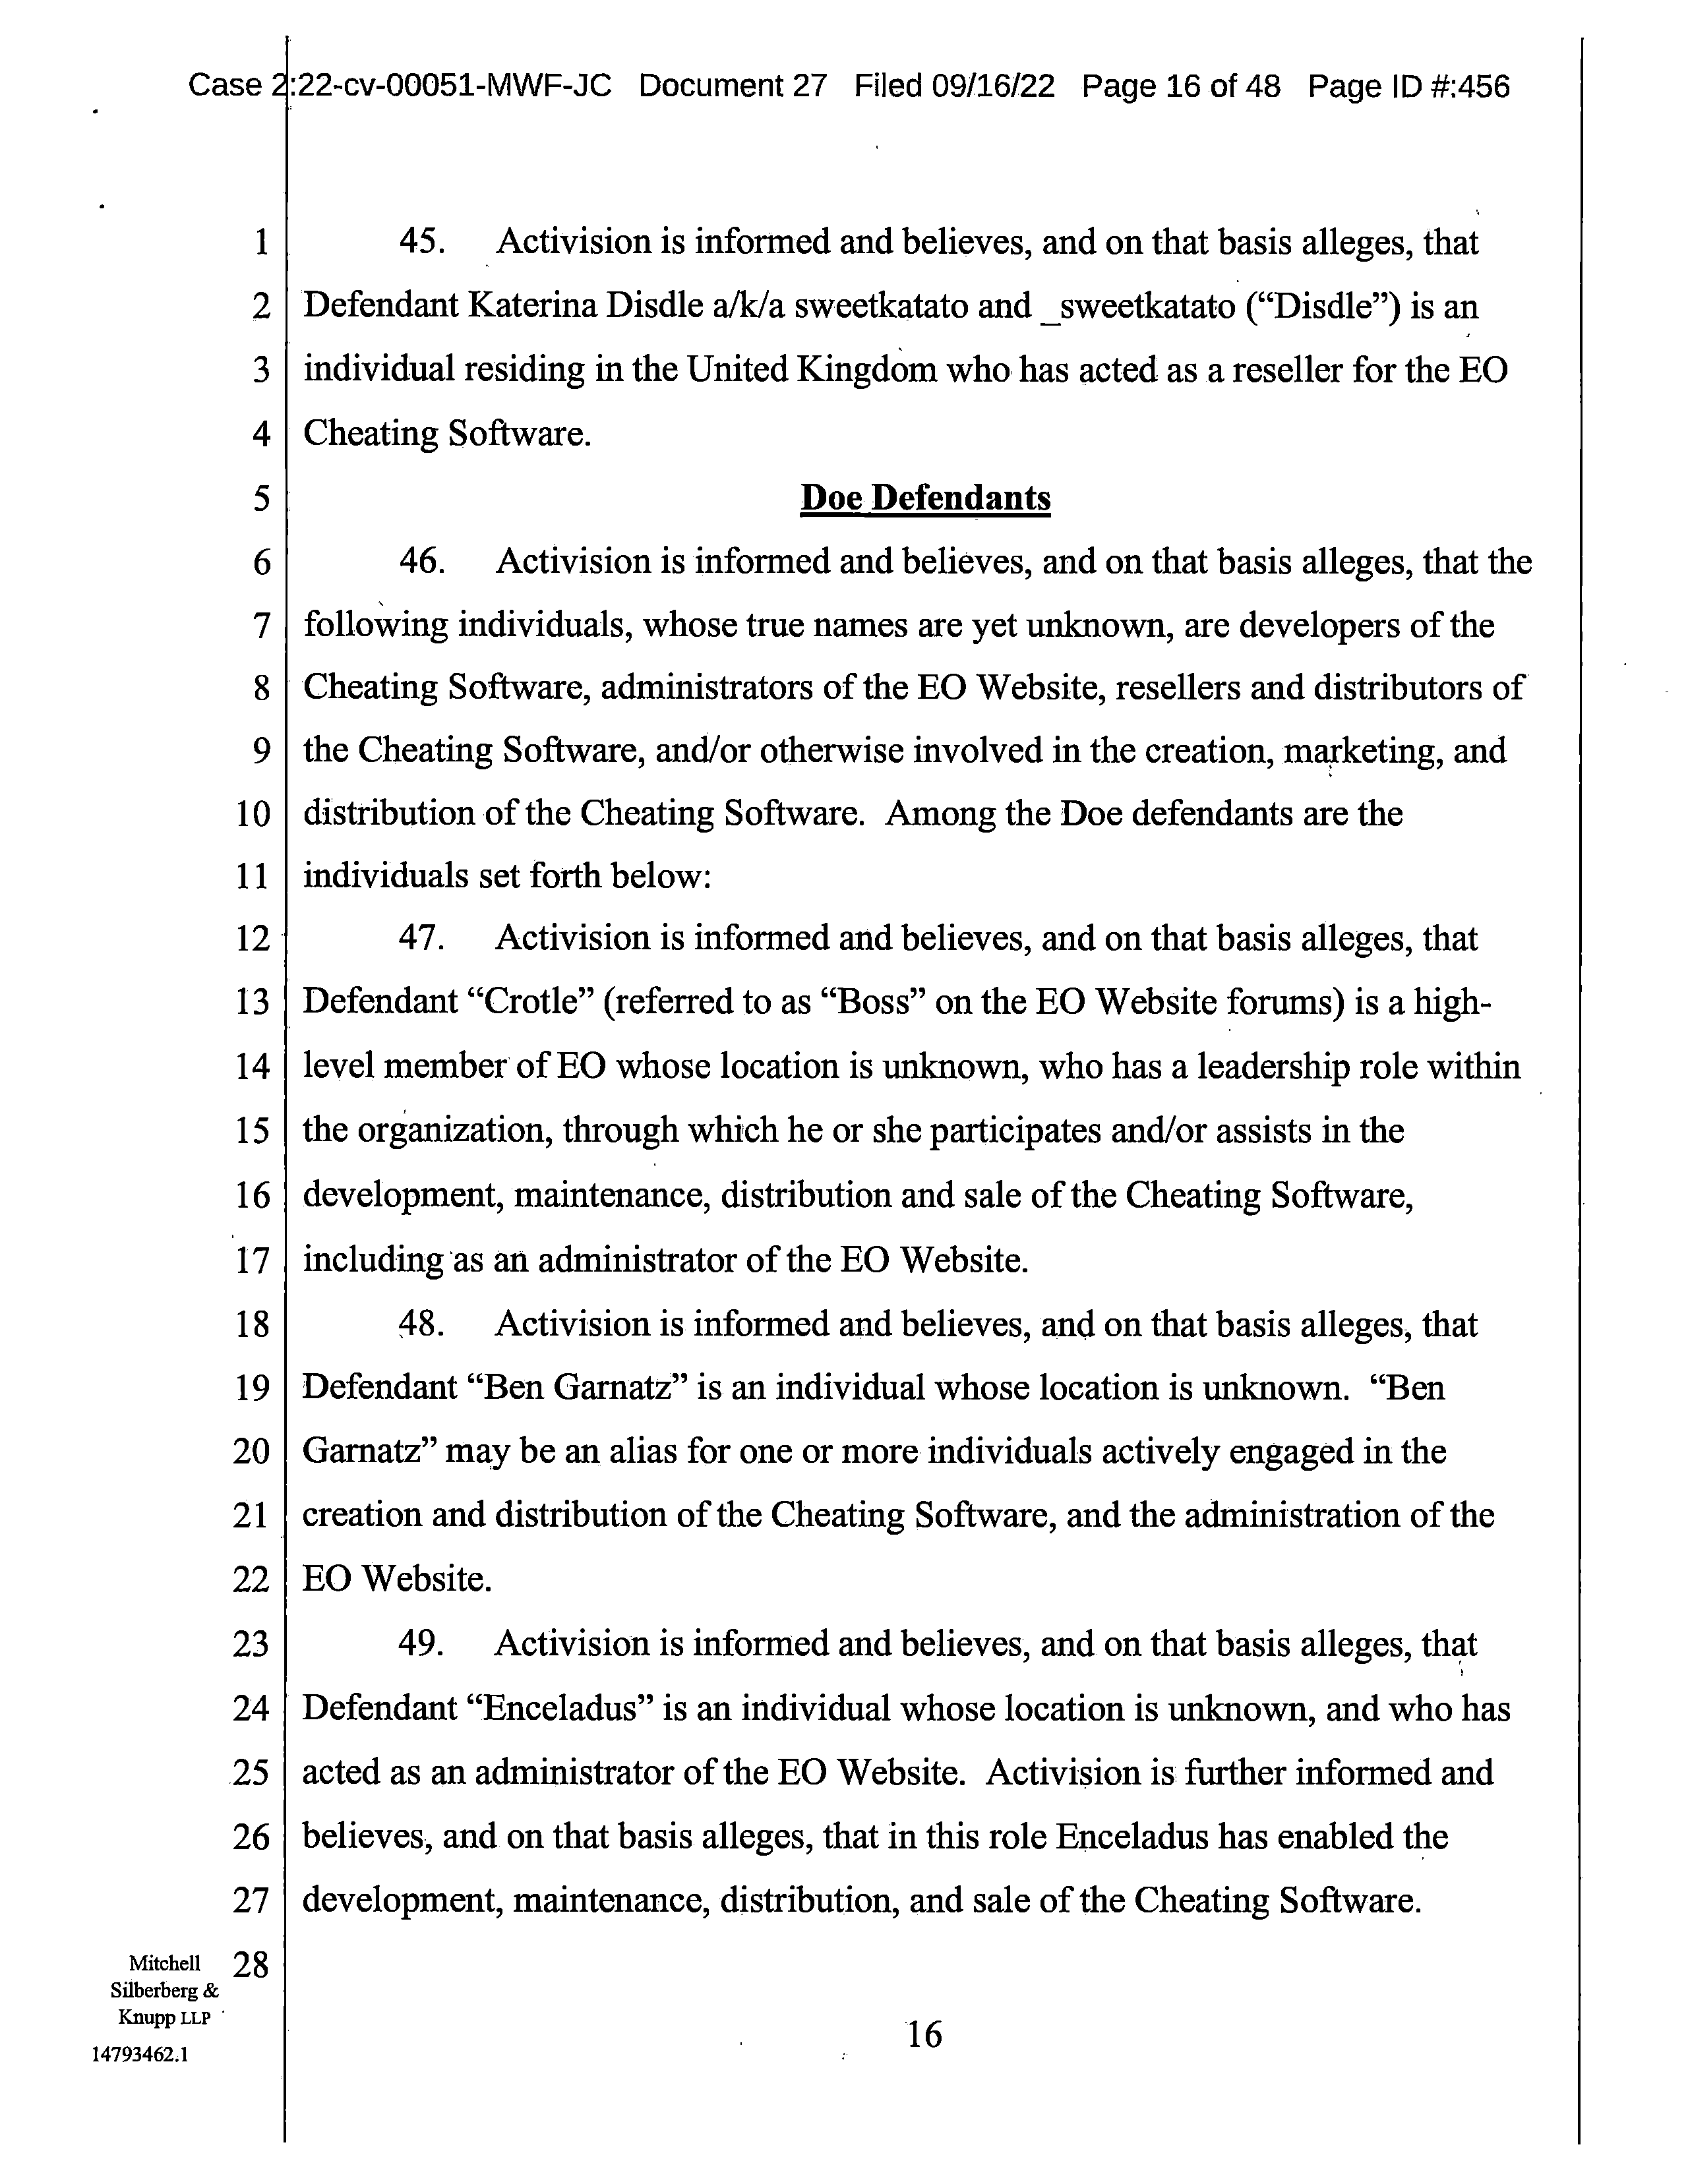 Case 2:22-cv-00051-MWF-JC Document 27 Filed 09/16/22 Page 16 of 48 Page ID #:456
1 45. Activision is informed and believes, and on that basis alleges, that
2 Defendant Katerina Disdle a/k/a sweetkatato and _sweetkatato (“Disdle”) is an
3 individual residing in the United Kingdom who has acted as a reseller for the EO
4 Cheating Software.
5 Doe Defendants
6 46. Activision is informed and believes, and on that basis alleges, that the
7 following individuals, whose true names are yet unknown, are developers of the
8 Cheating Software, administrators of the EO Website, resellers and distributors of
9 the Cheating Software, and/or otherwise involved in the creation, marketing, and
10 distribution of the Cheating Software. Among the Doe defendants are the
11 individuals set forth below:
12 47. Activision is informed and believes, and on that basis alleges, that
13 Defendant “Crotle” (referred to as “Boss” on the EO Website forums) is a high-
14 level member of EO whose location is unknown, who has a leadership role within
15 the organization, through which he or she participates and/or assists in the
16 development, maintenance, distribution and sale of the Cheating Software,
17 including as an administrator of the EO Website.
18 48. Activision is informed and believes, and on that basis alleges, that
19 Defendant “Ben Garnatz” is an individual whose location is unknown. “Ben
20 Garnatz” may be an alias for one or more individuals actively engaged in the
21 creation and distribution of the Cheating Software, and the administration of the
22 EO Website.
23 49. Activision is informed and believes, and on that basis alleges, that
24 Defendant “Enceladus” is an individual whose location is unknown, and who has
25 acted as an administrator of the EO Website. Activision is further informed and
26 believes, and on that basis alleges, that in this role Enceladus has enabled the
27 development, maintenance, distribution, and sale of the Cheating Software.
28
Mitchell
Silberberg &
Knupp LLP
14793462.1
16